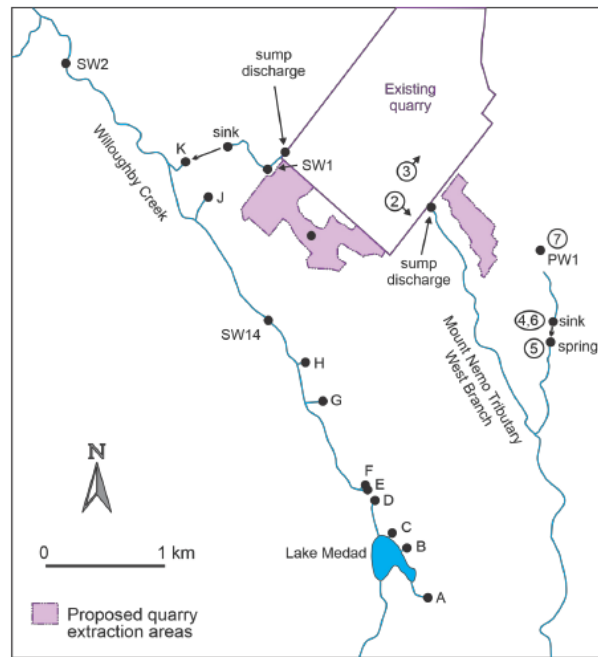 SW2
sump
discharge
Existing
quarry
sink
K
SW1
3
Willoughby Creek
J
2
7
PW1
sump
discharge
4,6
sink
5
spring
SW14
Mount Nemo Tributary
West Branch
H
G
F
E
D
N
C
B
Lake Medad
0
1 km
A
Proposed quarry
extraction areas